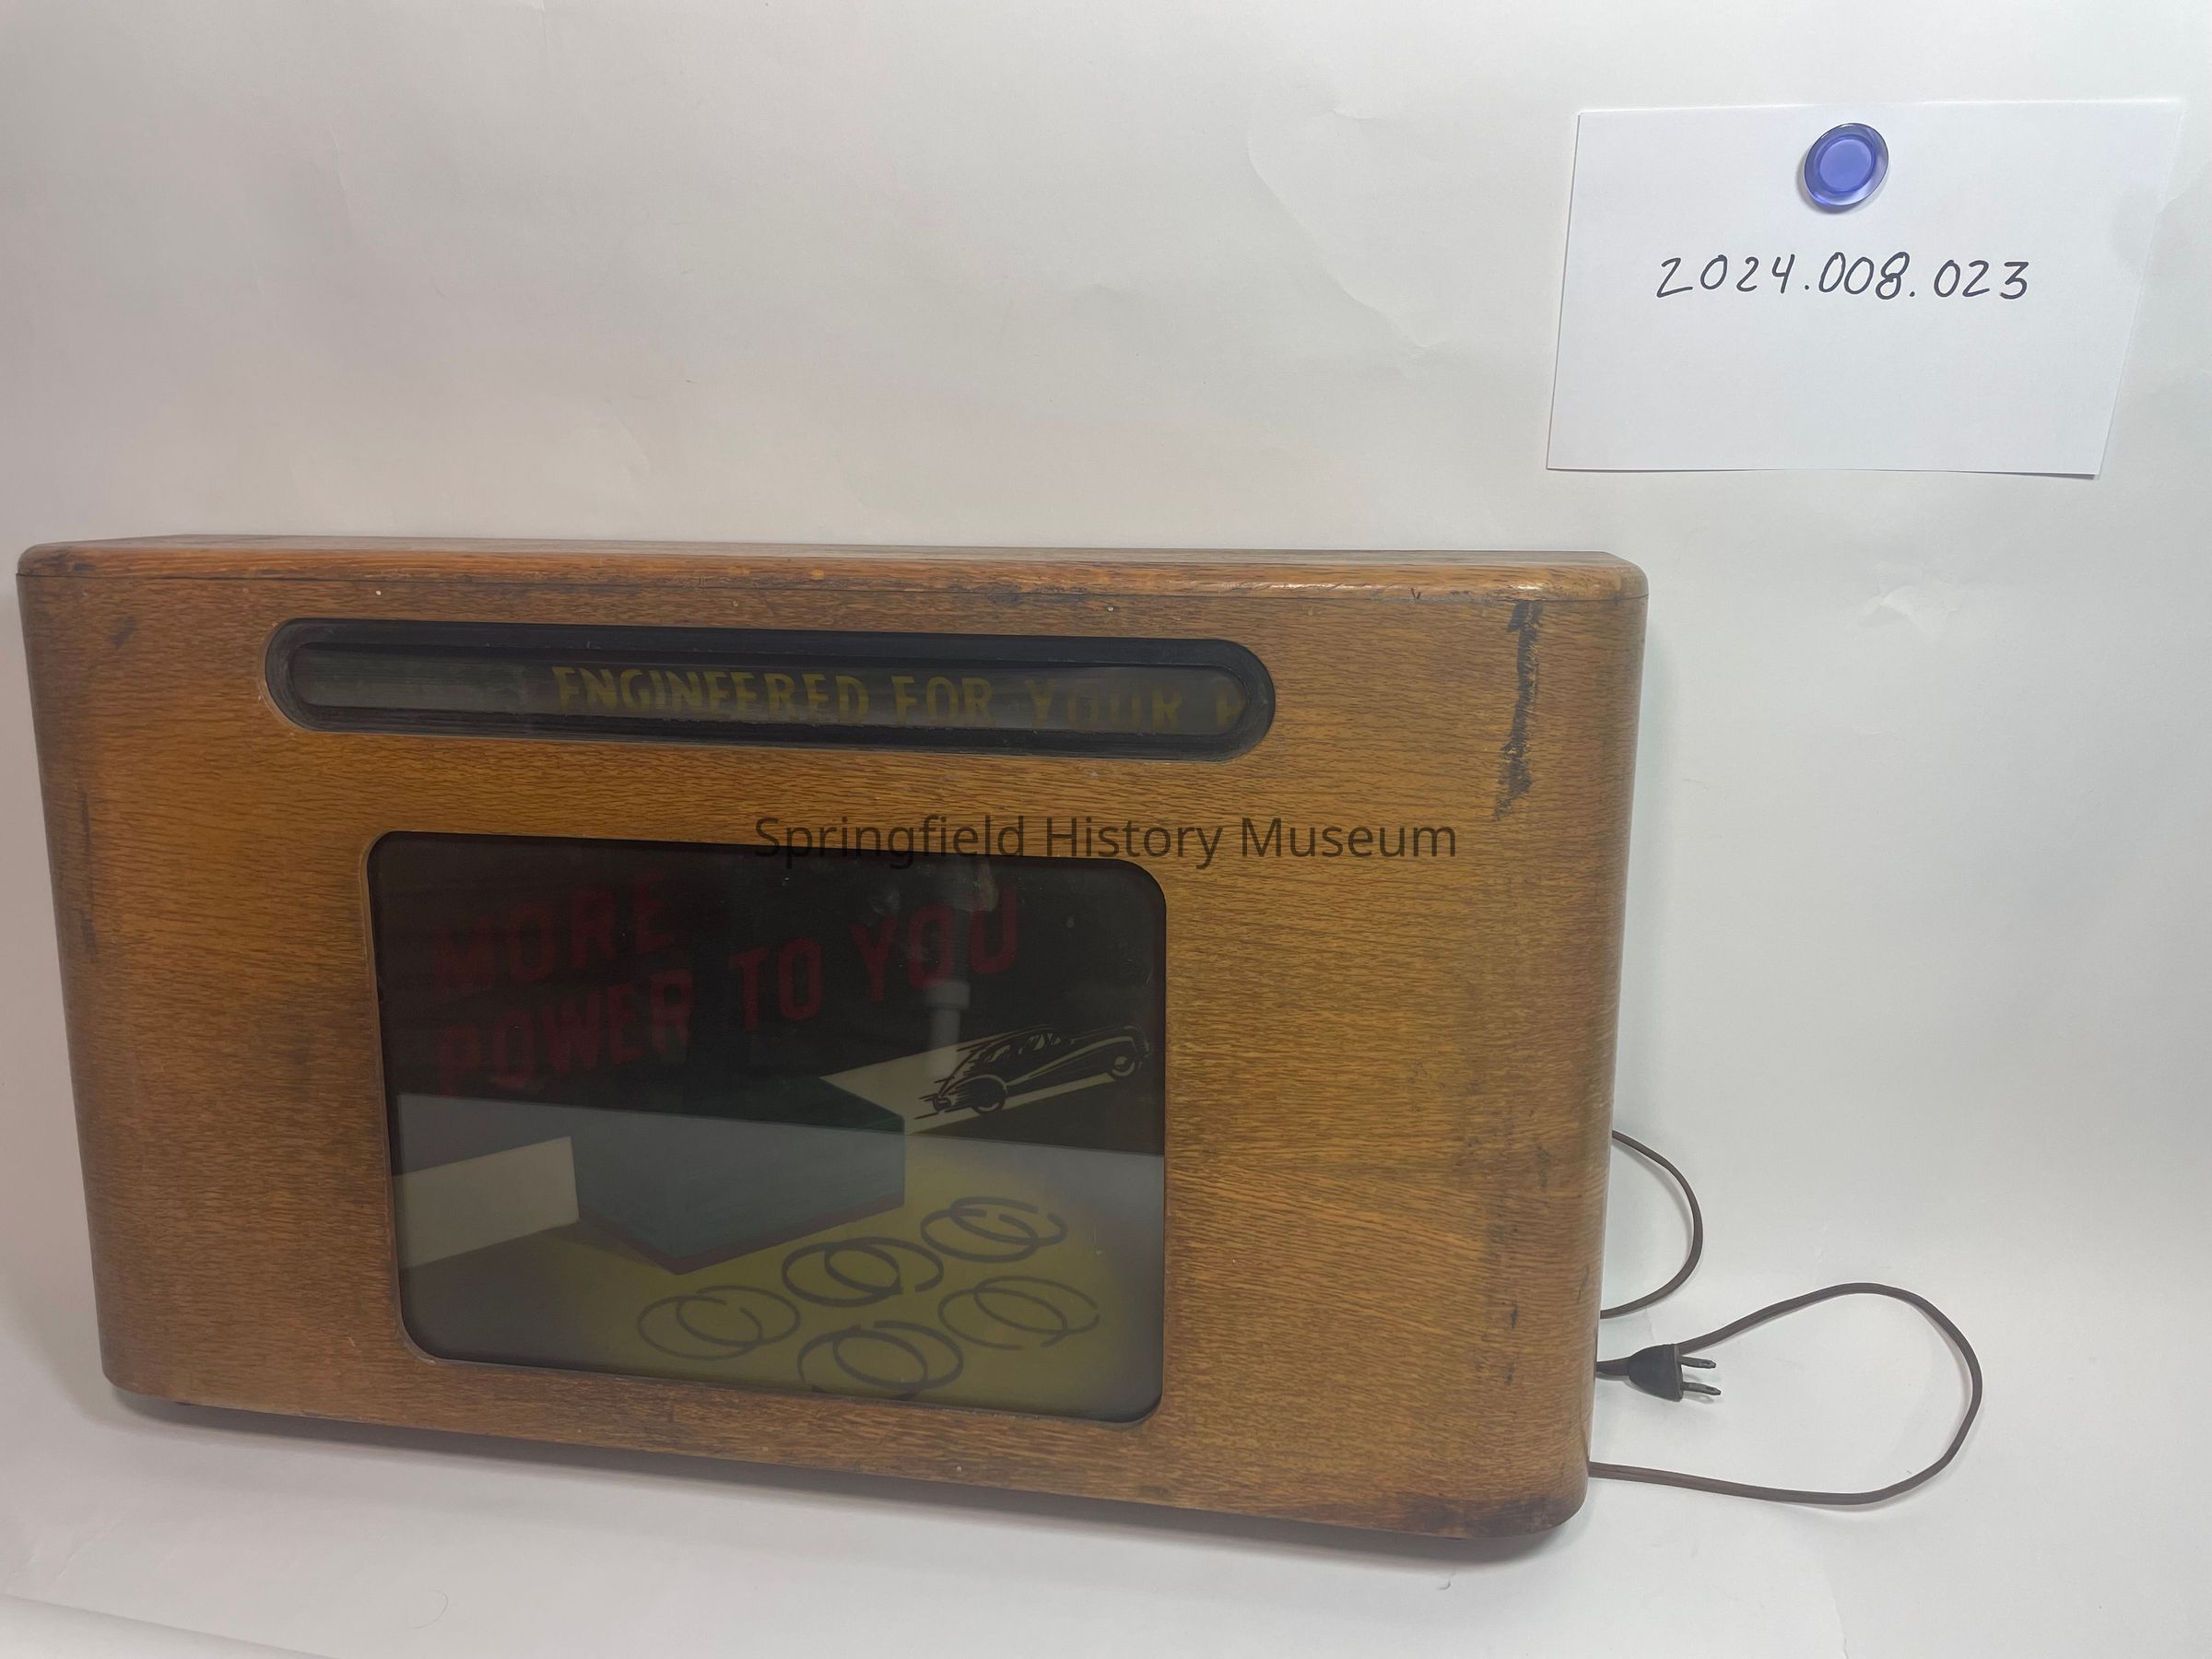 2024.008.023
ENGINEERED FOR YOUR
Springfield History Museum
MORE
POWER TO YOU